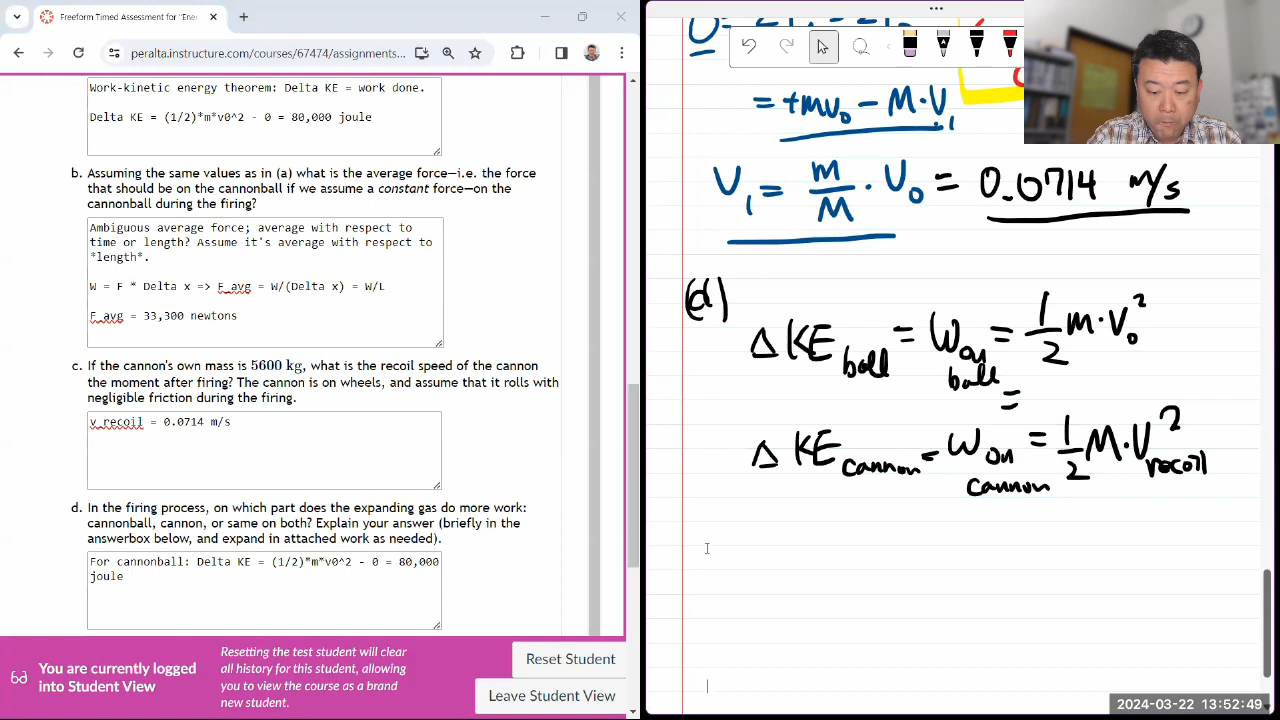 Freeform Timed Assessment for "Ener
peralta.instructure.com/courses/
74/assignments...
Work-kinetic energy theorem: Delta KE = work done.
Delta KE = (1/2)*m*v0^2 - 0 = 80,000 joule
b. Assuming the same values as in (a) what is the average force—i.e. the force
that should be on the cannonball if we assume a constant force—on the
cannonball during the firing?
Ambiguous average force; average with respect to
time or length? Assume it's average with respect to
*length*.
W = F * Delta x => F_avg = W/(Delta x) = W/L
F_avg = 33,300 newtons
c. If the cannon's own mass is 5600 kg, what is the recoil speed of the cannon
the moment after firing? The cannon is on wheels, and assume that it rolls with
negligible friction during the firing.
v_recoil = 0.0714 m/s
d. In the firing process, on which part does the expanding gas do more work:
cannonball, cannon, or same on both? Explain your answer (briefly in the
answerbox below, and expand in attached work as needed).
For cannonball: Delta KE = (1/2)*m*v0^2 - 0 = 80,000
joule
You are currently logged
into Student View
Resetting the test student will clear
all history for this student, allowing
you to view the course as a brand
new student.
Reset Student
Leave Student View
= +mv₀ - M·V₁
V₁ = m/M · V₀ = 0.0714 m/s
(d)
Δ KE ball = W on ball = 1/2 m·V₀²
=
Δ KE cannon = W on cannon = 1/2 M·V recoil²
2024-03-22 13:52:49